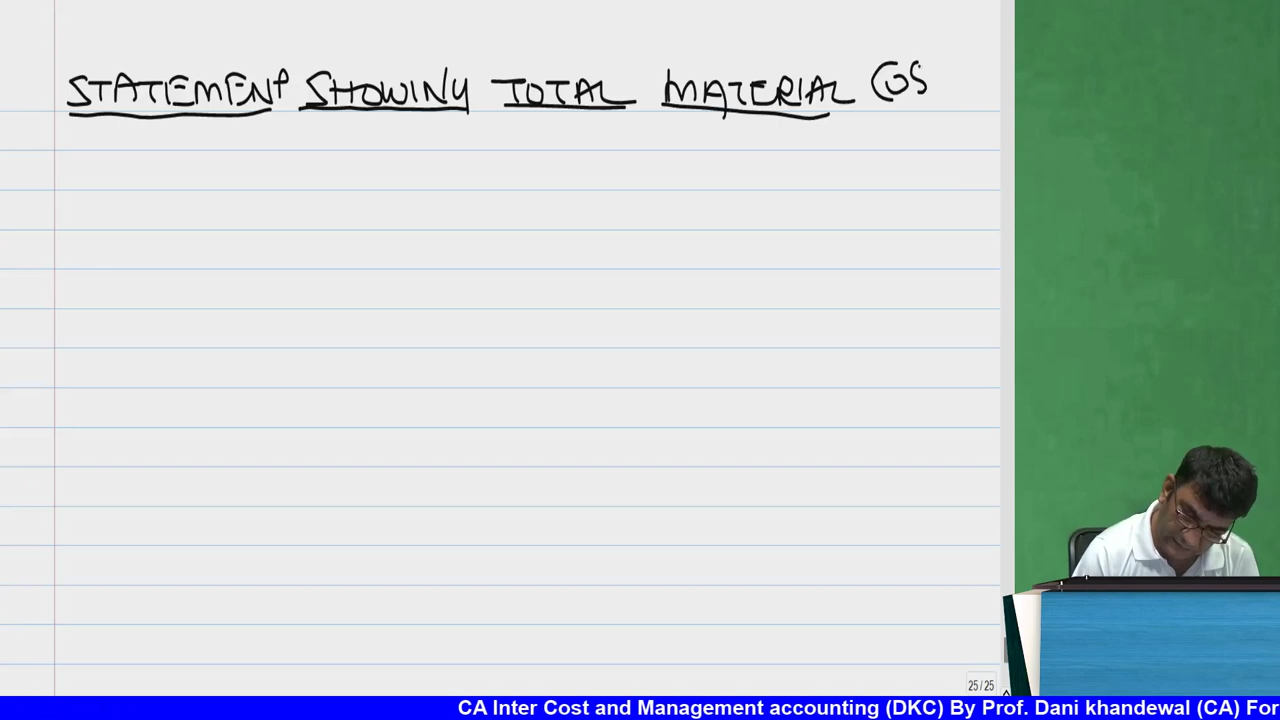 STATEMENT SHOWING TOTAL MATERIAL COS
25/25
CA Inter Cost and Management accounting (DKC) By Prof. Dani khandewal (CA) For